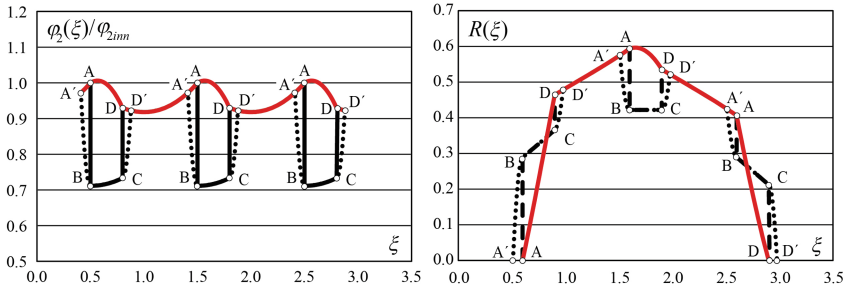 1.2
φ₂(ξ)/φ₂inn
1.1
A A A
1.0
A´ A´ A´
D D´ D D´ D D´
0.9
0.8
B C B C B C
0.7
0.6
ξ
0.5
0.0 0.5 1.0 1.5 2.0 2.5 3.0 3.5
0.7
R(ξ)
A
0.6
A´ D D´
0.5
D D´
A´ A
B C
0.4
C
0.3
B B C
0.2
0.1
A´ A D D´ ξ
0.0
0.0 0.5 1.0 1.5 2.0 2.5 3.0 3.5